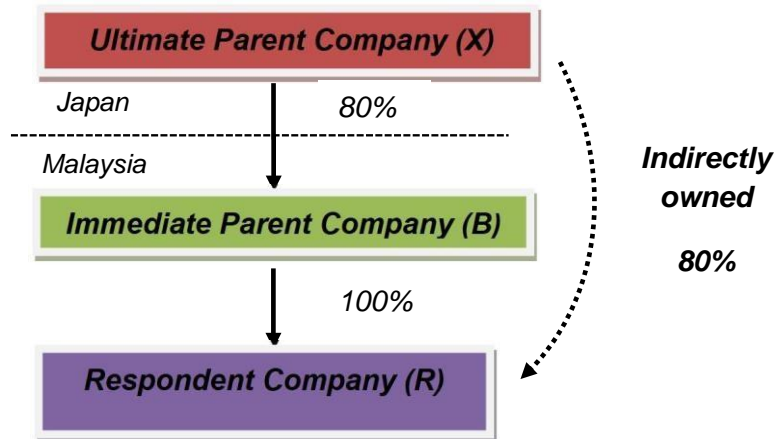 Ultimate Parent Company (X)
Japan
80%
Malaysia
Indirectly
owned
80%
Immediate Parent Company (B)
100%
Respondent Company (R)